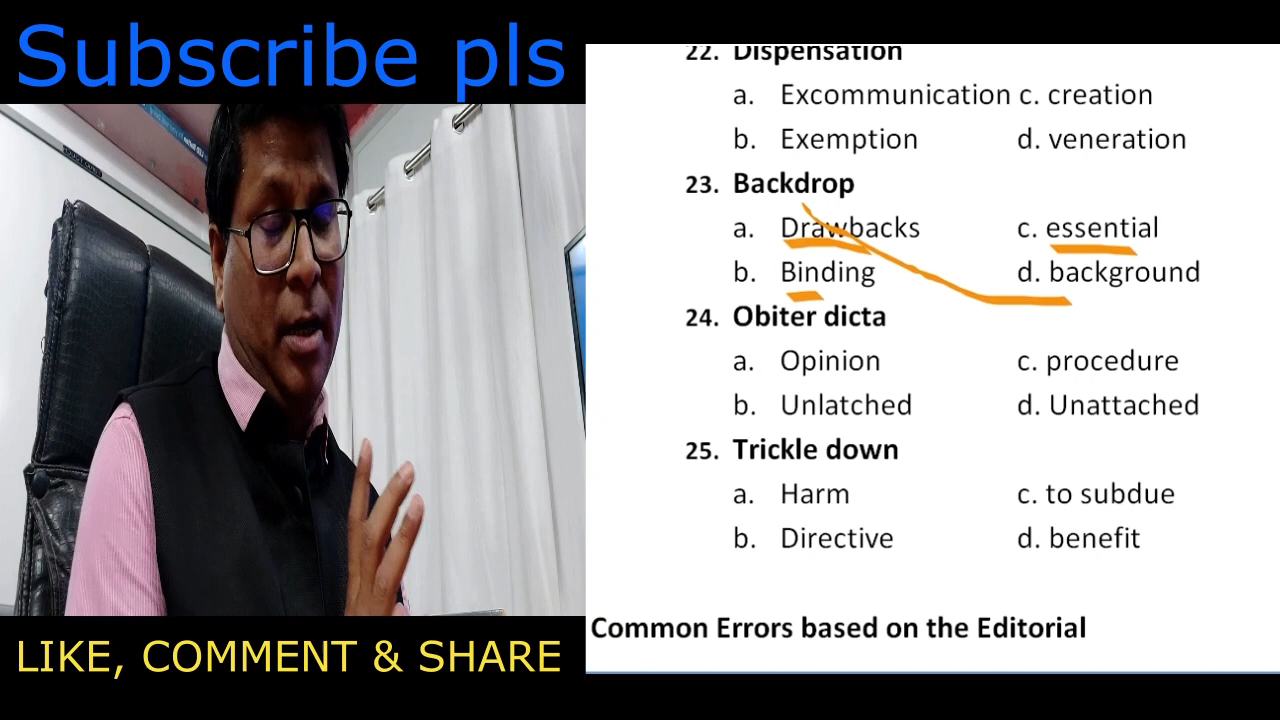 Subscribe pls
22. Dispensation
a. Excommunication c. creation
b. Exemption d. veneration
23. Backdrop
a. Drawbacks c. essential
b. Binding d. background
24. Obiter dicta
a. Opinion c. procedure
b. Unlatched d. Unattached
25. Trickle down
a. Harm c. to subdue
b. Directive d. benefit
Common Errors based on the Editorial
LIKE, COMMENT & SHARE